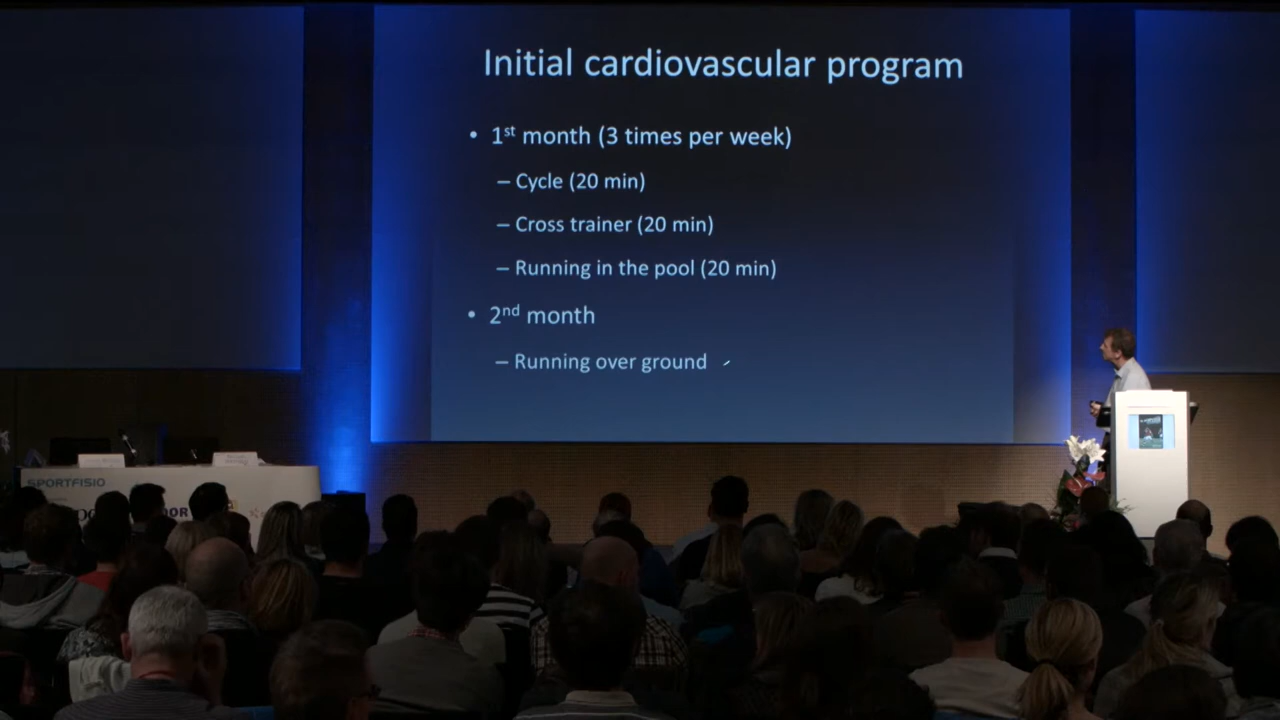 Initial cardiovascular program
• 1st month (3 times per week)
– Cycle (20 min)
– Cross trainer (20 min)
– Running in the pool (20 min)
• 2nd month
– Running over ground
SPORTFISIO